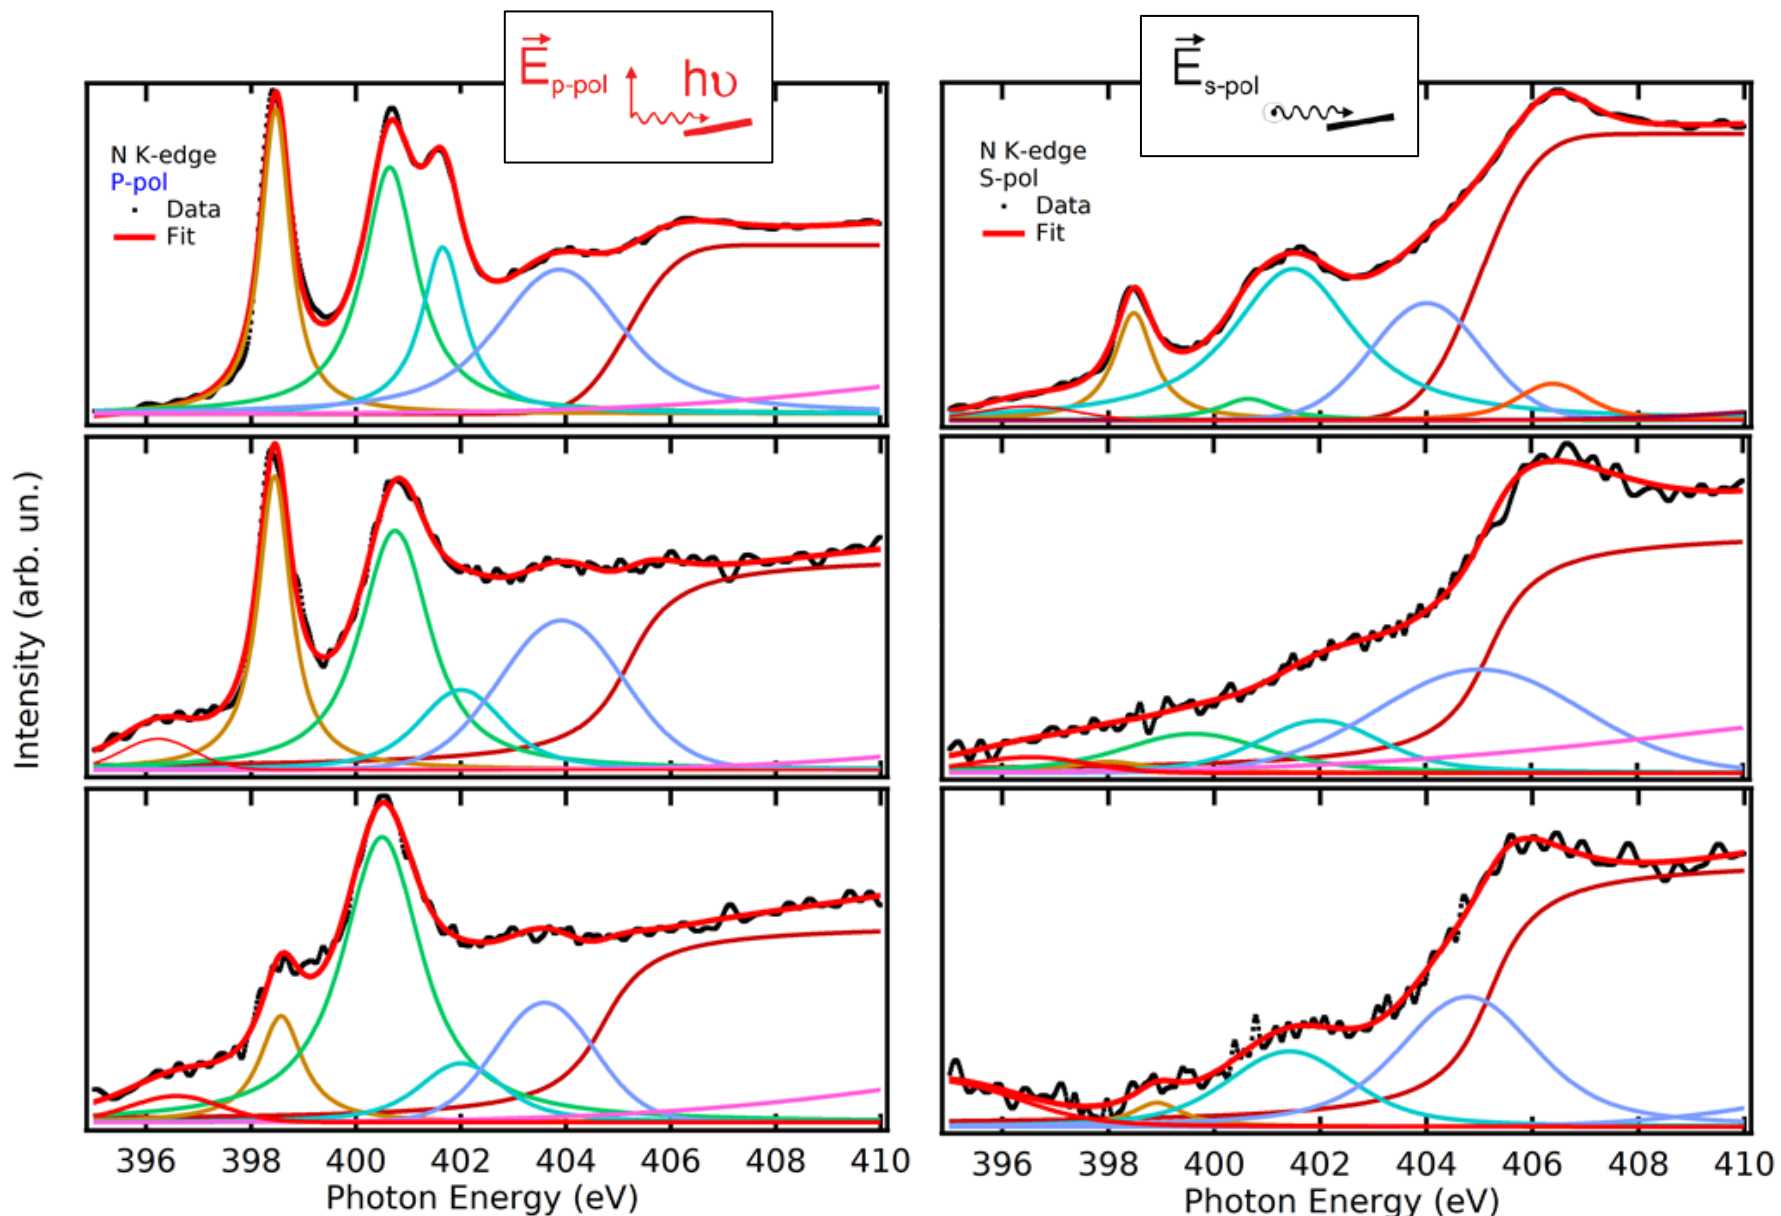 E p-pol hυ
E s-pol
N K-edge
P-pol
Data
Fit
N K-edge
S-pol
Data
Fit
Intensity (arb. un.)
396 398 400 402 404 406 408 410
396 398 400 402 404 406 408 410
Photon Energy (eV)
Photon Energy (eV)